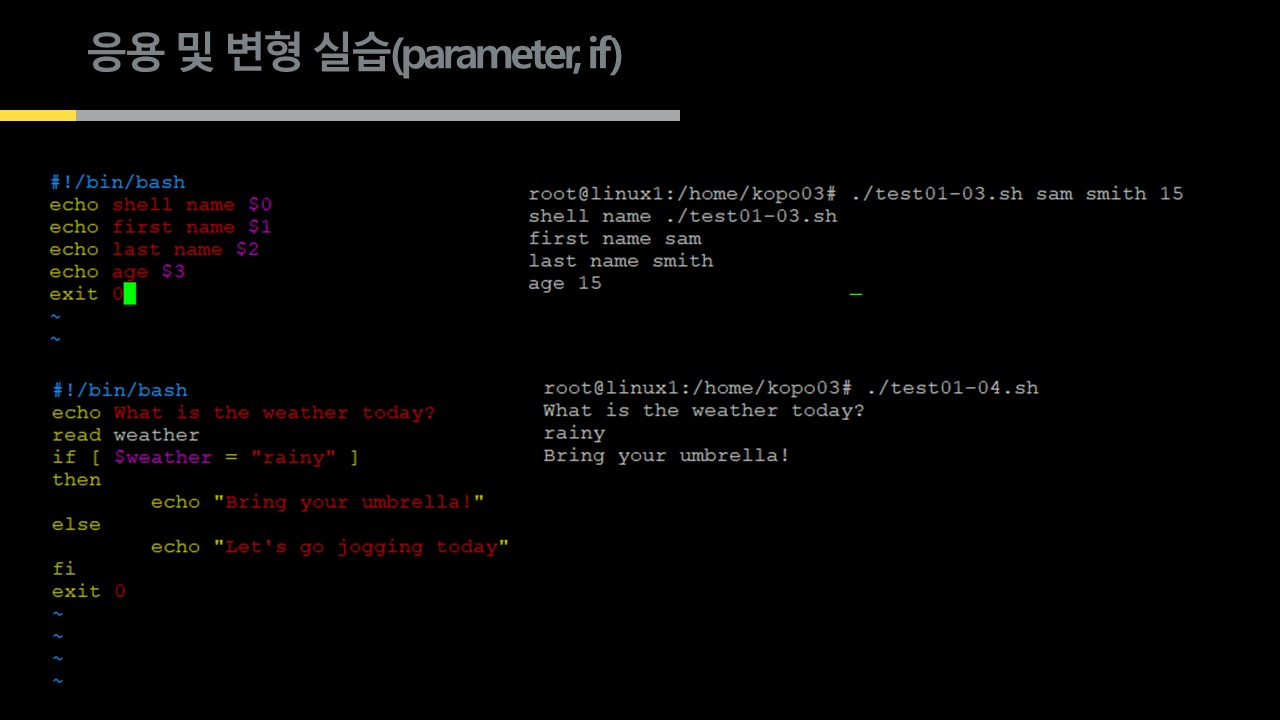 응용 및 변형 실습(parameter, if)
#!/bin/bash
echo shell name $0
echo first name $1
echo last name $2
echo age $3
exit 0
~
~
root@linux1:/home/kopo03# ./test01-03.sh sam smith 15
shell name ./test01-03.sh
first name sam
last name smith
age 15
_
#!/bin/bash
echo What is the weather today?
read weather
if [ $weather = "rainy" ]
then
        echo "Bring your umbrella!"
else
        echo "Let's go jogging today"
fi
exit 0
~
~
~
~
root@linux1:/home/kopo03# ./test01-04.sh
What is the weather today?
rainy
Bring your umbrella!